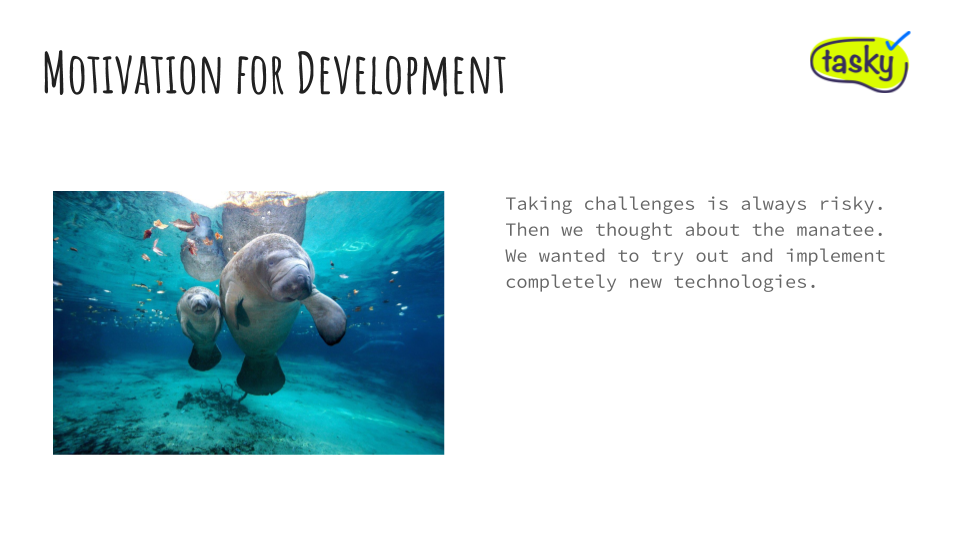 Motivation for Development
tasky
Taking challenges is always risky.
Then we thought about the manatee.
We wanted to try out and implement
completely new technologies.